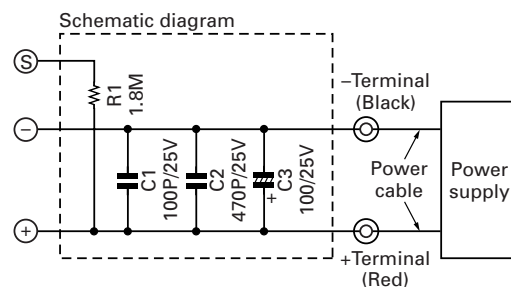 Schematic diagram
S
R1
1.8M
–Terminal
(Black)
–
C1
100P/25V
C2
470P/25V
+
C3
100/25V
Power
cable
Power
supply
+
+Terminal
(Red)